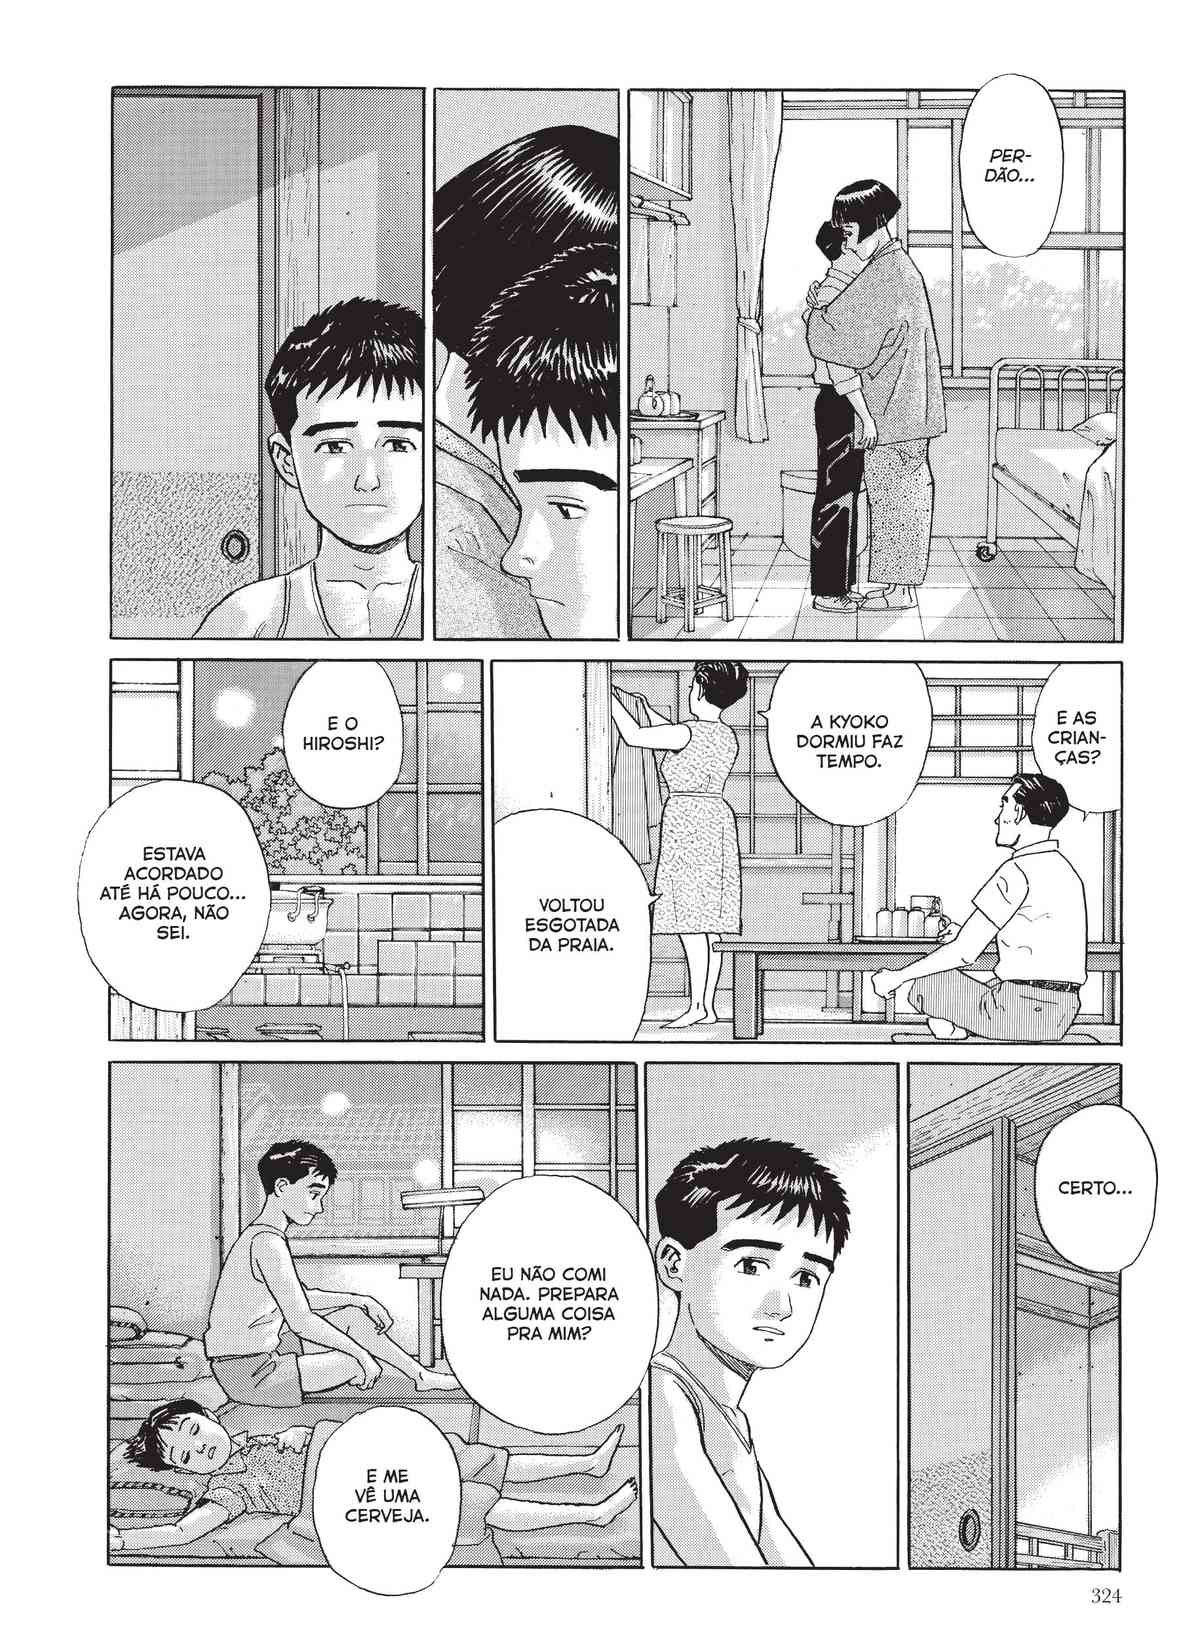 PER-
DÃO...
E AS
CRIAN-
ÇAS?
A KYOKO
DORMIU FAZ
TEMPO.
VOLTOU
ESGOTADA
DA PRAIA.
E O
HIROSHI?
ESTAVA
ACORDADO
ATÉ HÁ POUCO...
AGORA, NÃO
SEI.
CERTO...
EU NÃO COMI
NADA. PREPARA
ALGUMA COISA
PRA MIM?
E ME
VÊ UMA
CERVEJA.
324